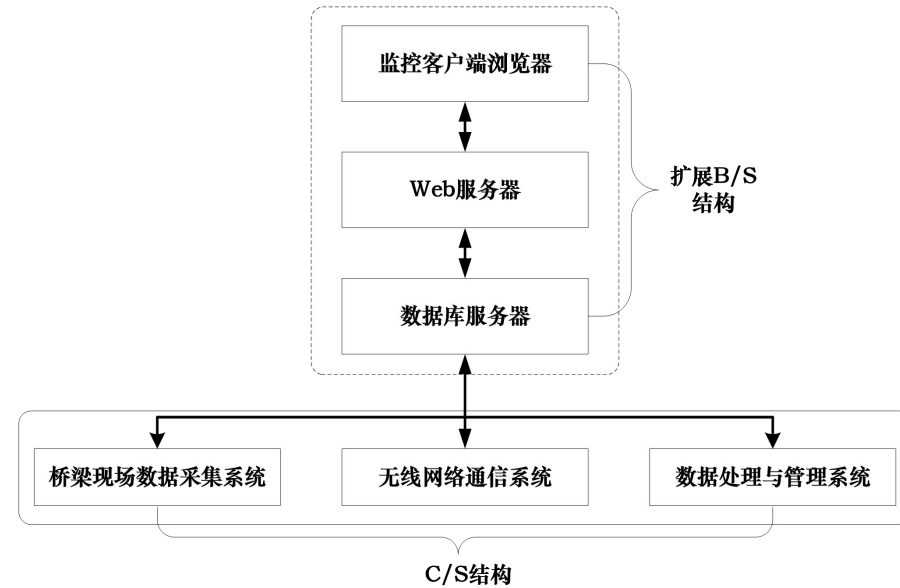 监控客户端浏览器
Web服务器
扩展B/S
结构
数据库服务器
桥梁现场数据采集系统
无线网络通信系统
数据处理与管理系统
C/S结构